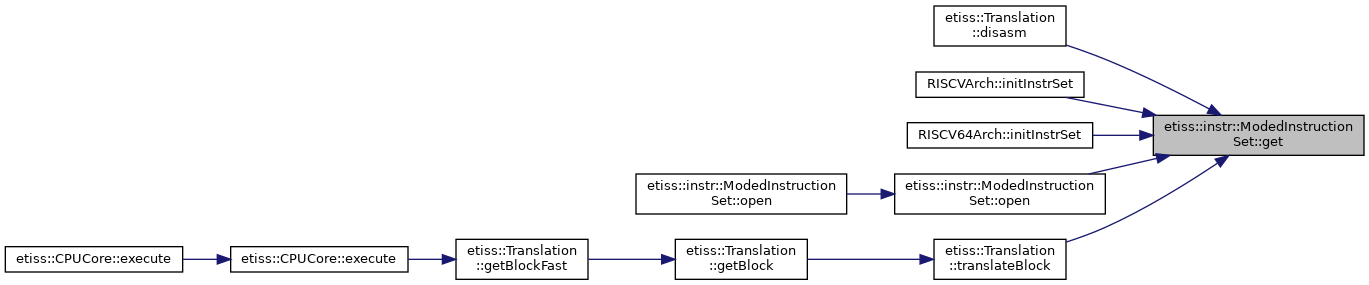 etiss::Translation
::disasm
RISCVArch::initInstrSet
etiss::instr::ModedInstruction
Set::get
RISCV64Arch::initInstrSet
etiss::instr::ModedInstruction
Set::open
etiss::instr::ModedInstruction
Set::open
etiss::CPUCore::execute
etiss::CPUCore::execute
etiss::Translation
::getBlockFast
etiss::Translation
::getBlock
etiss::Translation
::translateBlock